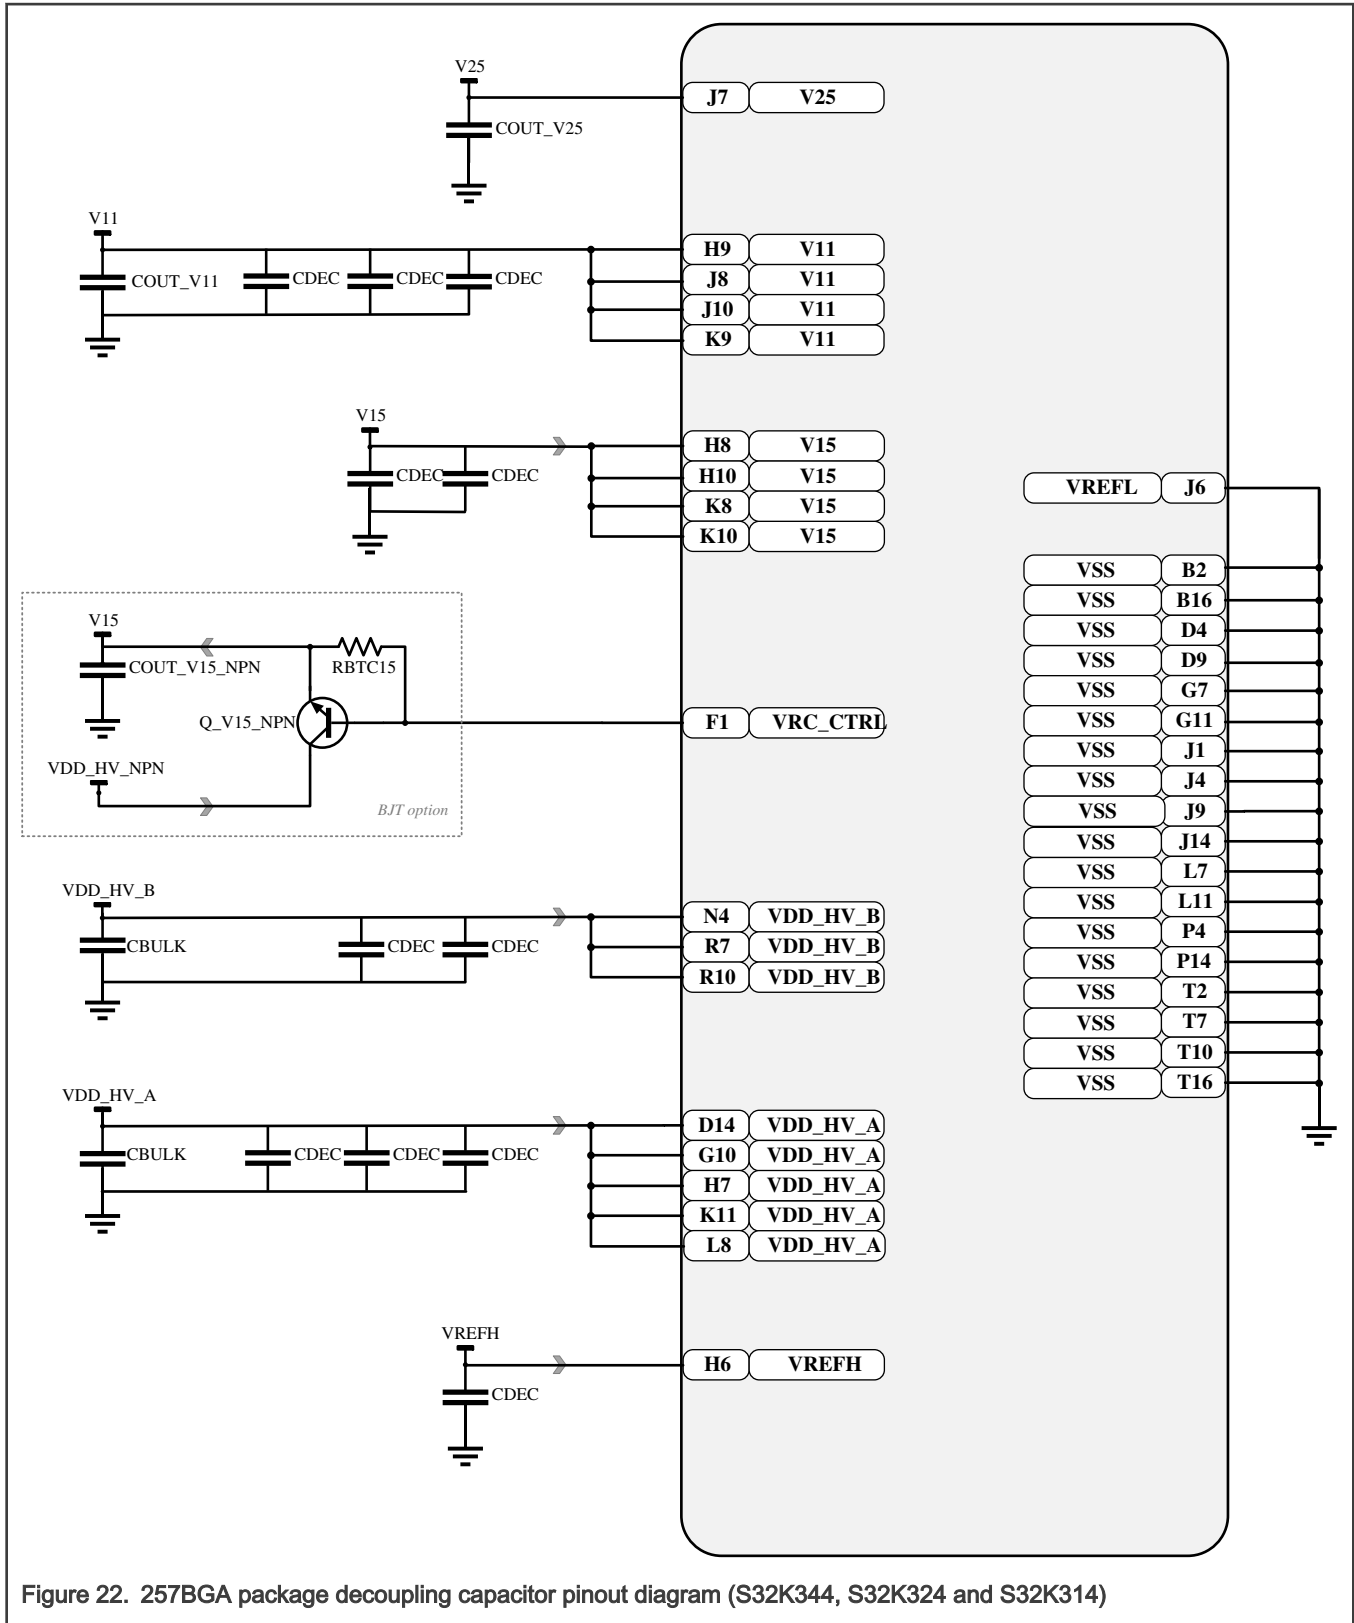 V25
J7 V25
COUT_V25
V11
H9 V11
COUT_V11 CDEC CDEC CDEC
J8 V11
J10 V11
K9 V11
V15
H8 V15
CDEC CDEC
H10 V15
K8 V15
K10 V15
VREFL J6
VSS B2
VSS B16
VSS D4
VSS D9
VSS G7
VSS G11
VSS J1
VSS J4
VSS J9
VSS J14
VSS L7
VSS L11
VSS P4
VSS P14
VSS T2
VSS T7
VSS T10
VSS T16
V15
COUT_V15_NPN RBTC15
Q_V15_NPN
F1 VRC_CTRL
VDD_HV_NPN
BJT option
VDD_HV_B
N4 VDD_HV_B
CBULK CDEC CDEC
R7 VDD_HV_B
R10 VDD_HV_B
VDD_HV_A
D14 VDD_HV_A
CBULK CDEC CDEC CDEC
G10 VDD_HV_A
H7 VDD_HV_A
K11 VDD_HV_A
L8 VDD_HV_A
VREFH
H6 VREFH
CDEC
Figure 22. 257BGA package decoupling capacitor pinout diagram (S32K344, S32K324 and S32K314)